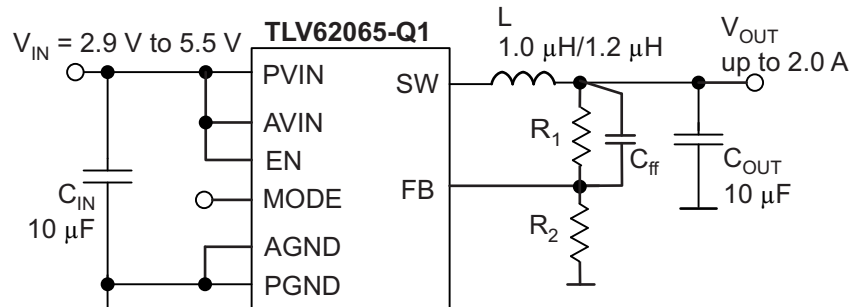 TLV62065-Q1
V_IN = 2.9 V to 5.5 V
PVIN
AVIN
EN
MODE
AGND
PGND
C_IN
10 μF
SW
FB
L
1.0 μH/1.2 μH
R_1
C_ff
R_2
V_OUT
up to 2.0 A
C_OUT
10 μF